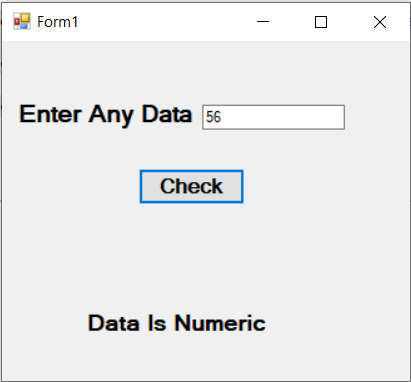 Form1
Enter Any Data 56
Check
Data Is Numeric